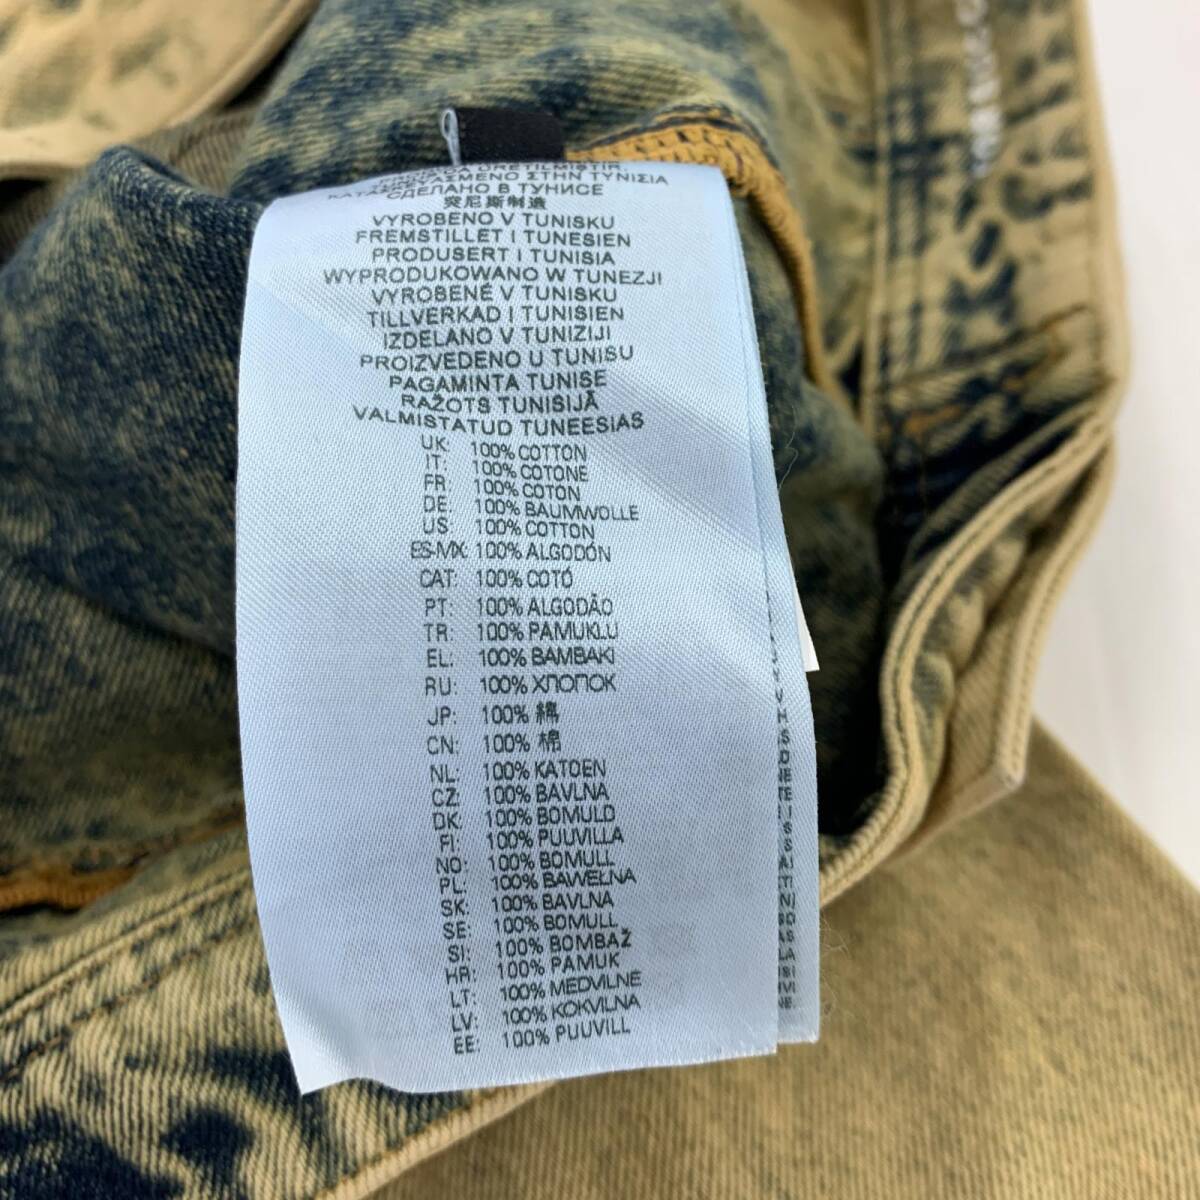 ÜRETİLMİŞTİR
ΚΑΤΑΣΚΕΥΑΣΜΕΝΟ ΣΤΗΝ ΤΥΝΙΣΙΑ
СДЕЛАНО В ТУНИСЕ
突尼斯制造
VYROBENO V TUNISKU
FREMSTILLET I TUNESIEN
PRODUSERT I TUNISIA
WYPRODUKOWANO W TUNEZJI
VYROBENÉ V TUNISKU
TILLVERKAD I TUNISIEN
IZDELANO V TUNIZIJI
PROIZVEDENO U TUNISU
PAGAMINTA TUNISE
RAŽOTS TUNISIJĀ
VALMISTATUD TUNEESIAS
UK: 100% COTTON
IT: 100% COTONE
FR: 100% COTON
DE: 100% BAUMWOLLE
US: 100% COTTON
ES-MX: 100% ALGODÓN
CAT: 100% COTÓ
PT: 100% ALGODÃO
TR: 100% PAMUKLU
EL: 100% ΒΑΜΒΑΚΙ
RU: 100% ХЛОПОК
JP: 100% 綿
CN: 100% 棉
NL: 100% KATOEN
CZ: 100% BAVLNA
DK: 100% BOMULD
FI: 100% PUUVILLA
NO: 100% BOMULL
PL: 100% BAWEŁNA
SK: 100% BAVLNA
SE: 100% BOMULL
SI: 100% BOMBAŽ
HR: 100% PAMUK
LT: 100% MEDVILNĖ
LV: 100% KOKVILNA
EE: 100% PUUVILL